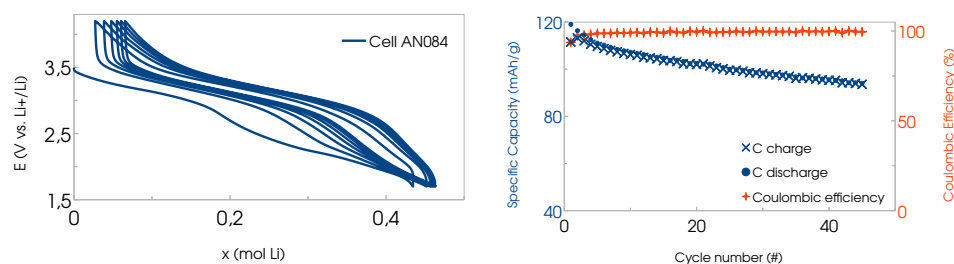 E (V vs. Li+/Li)
3,5
2,5
1,5
0
0,2
0,4
x (mol Li)
Cell AN084
Specific Capacity (mAh/g)
120
80
40
0
20
40
Cycle number (#)
C charge
C discharge
Coulombic efficiency
100
50
0
Coulombic Efficiency (%)